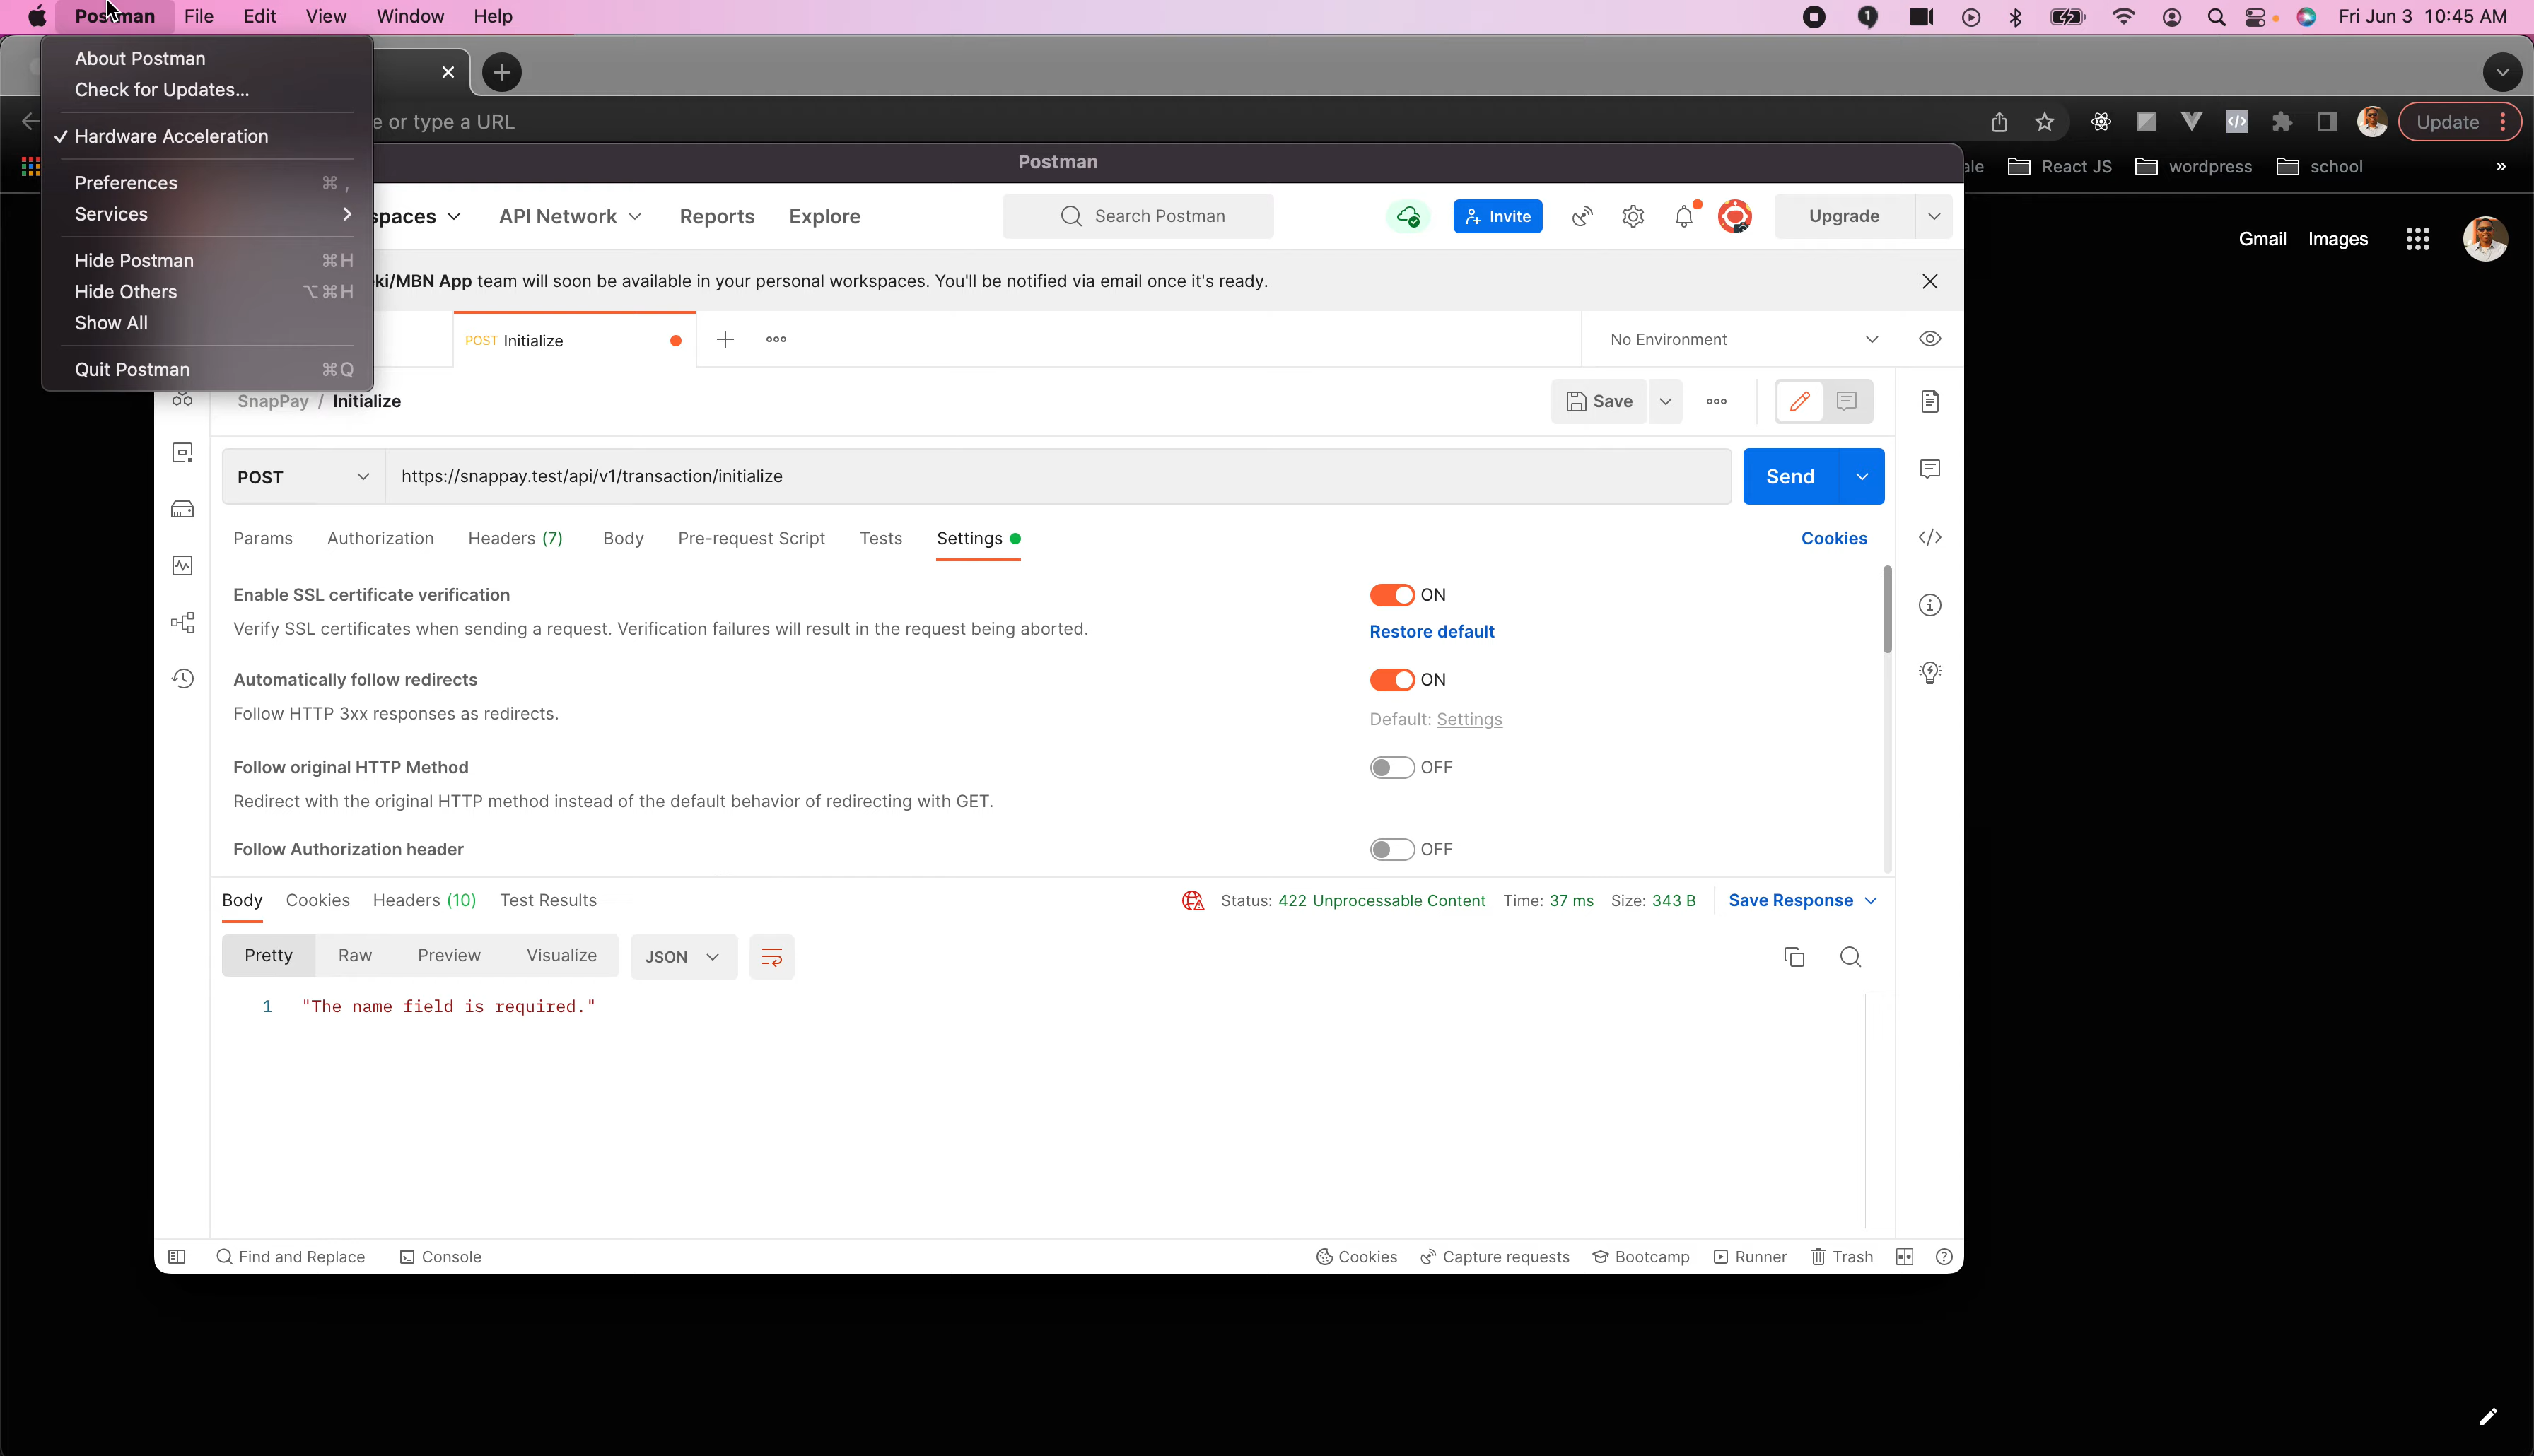 Postman File Edit View Window Help
Fri Jun 3 10:45 AM
About Postman
Check for Updates...
✓ Hardware Acceleration
Preferences ⌘ ,
Services
Hide Postman ⌘H
Hide Others ⌥⌘H
Show All
Quit Postman ⌘Q
e or type a URL
Update
ale React JS wordpress school »
Gmail Images
Postman
spaces API Network Reports Explore
Search Postman
Invite
Upgrade
ki/MBN App team will soon be available in your personal workspaces. You'll be notified via email once it's ready.
POST Initialize
No Environment
SnapPay / Initialize
Save
POST https://snappay.test/api/v1/transaction/initialize
Send
Params Authorization Headers (7) Body Pre-request Script Tests Settings
Cookies
Enable SSL certificate verification ON
Verify SSL certificates when sending a request. Verification failures will result in the request being aborted.
Restore default
Automatically follow redirects ON
Follow HTTP 3xx responses as redirects.
Default: Settings
Follow original HTTP Method OFF
Redirect with the original HTTP method instead of the default behavior of redirecting with GET.
Follow Authorization header OFF
Body Cookies Headers (10) Test Results
Status: 422 Unprocessable Content Time: 37 ms Size: 343 B Save Response
Pretty Raw Preview Visualize JSON
1 "The name field is required."
Find and Replace Console
Cookies Capture requests Bootcamp Runner Trash